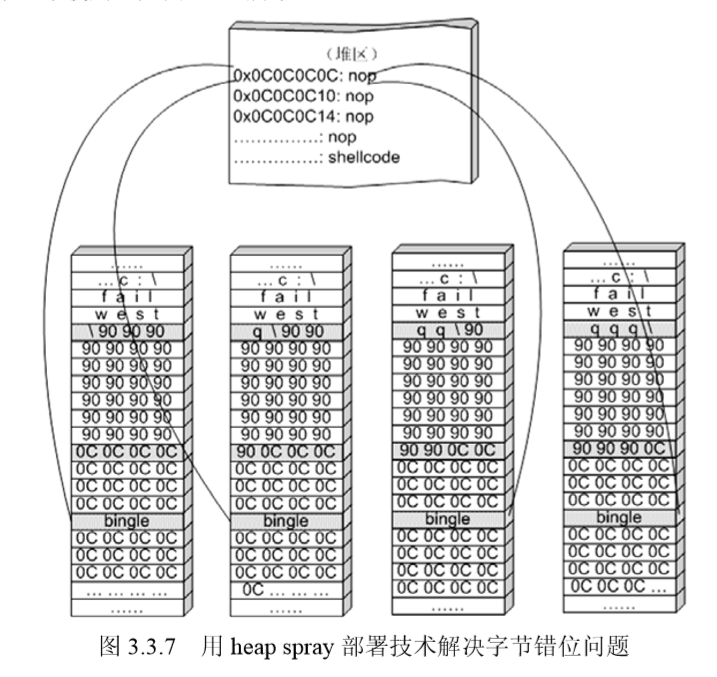 （堆区）
0x0C0C0C0C: nop
0x0C0C0C10: nop
0x0C0C0C14: nop
……………: nop
……………: shellcode
……
... c : \
f a i l
w e s t
\ 90 90 90
90 90 90 90
90 90 90 90
90 90 90 90
90 90 90 90
90 90 90 90
90 90 90 90
0C 0C 0C 0C
0C 0C 0C 0C
0C 0C 0C 0C
0C 0C 0C 0C
bingle
0C 0C 0C 0C
0C 0C 0C 0C
0C 0C 0C 0C
... ... ... ...
……
……
... c : \
f a i l
w e s t
q \ 90 90
90 90 90 90
90 90 90 90
90 90 90 90
90 90 90 90
90 90 90 90
90 90 90 90
90 0C 0C 0C
0C 0C 0C 0C
0C 0C 0C 0C
0C 0C 0C 0C
bingle
0C 0C 0C 0C
0C 0C 0C 0C
0C 0C 0C 0C
0C ... ... ...
……
……
... c : \
f a i l
w e s t
q q \ 90
90 90 90 90
90 90 90 90
90 90 90 90
90 90 90 90
90 90 90 90
90 90 90 90
90 90 0C 0C
0C 0C 0C 0C
0C 0C 0C 0C
0C 0C 0C 0C
bingle
0C 0C 0C 0C
0C 0C 0C 0C
0C 0C 0C 0C
0C 0C 0C 0C
……
……
... c : \
f a i l
w e s t
q q q \
90 90 90 90
90 90 90 90
90 90 90 90
90 90 90 90
90 90 90 90
90 90 90 90
90 90 90 0C
0C 0C 0C 0C
0C 0C 0C 0C
0C 0C 0C 0C
bingle
0C 0C 0C 0C
0C 0C 0C 0C
0C 0C 0C 0C
0C 0C 0C ...
……
图 3.3.7 用 heap spray 部署技术解决字节错位问题